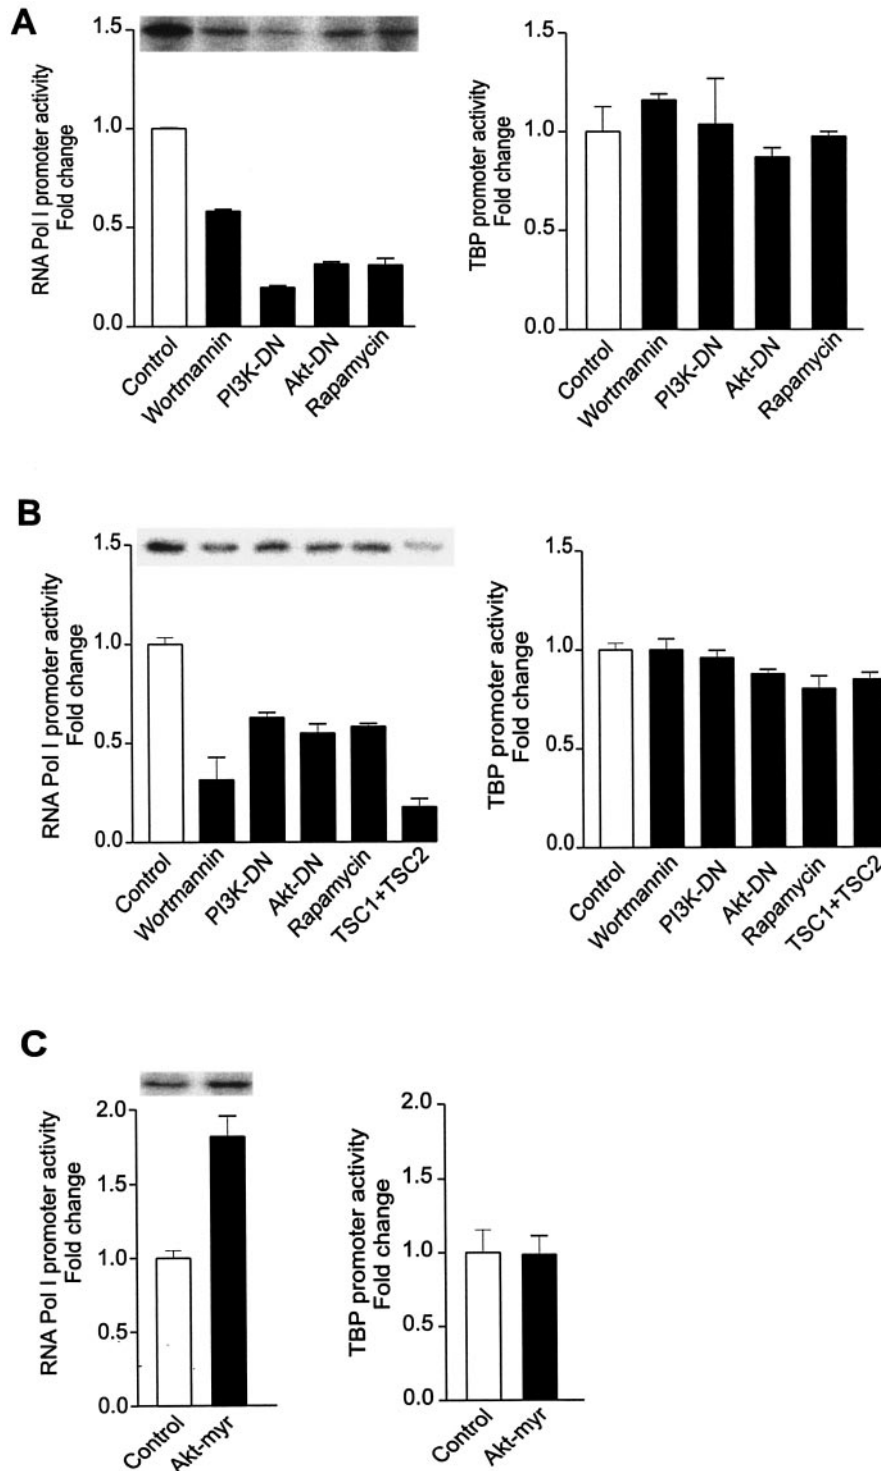 A
RNA Pol I promoter activity
Fold change
1.5
1.0
0.5
0.0
Control
Wortmannin
PI3K-DN
Akt-DN
Rapamycin
TBP promoter activity
Fold change
1.5
1.0
0.5
0.0
Control
Wortmannin
PI3K-DN
Akt-DN
Rapamycin
B
RNA Pol I promoter activity
Fold change
1.5
1.0
0.5
0.0
Control
Wortmannin
PI3K-DN
Akt-DN
Rapamycin
TSC1+TSC2
TBP promoter activity
Fold change
1.5
1.0
0.5
0.0
Control
Wortmannin
PI3K-DN
Akt-DN
Rapamycin
TSC1+TSC2
C
RNA Pol I promoter activity
Fold change
2.0
1.5
1.0
0.5
0.0
Control
Akt-myr
TBP promoter activity
Fold change
2.0
1.5
1.0
0.5
0.0
Control
Akt-myr